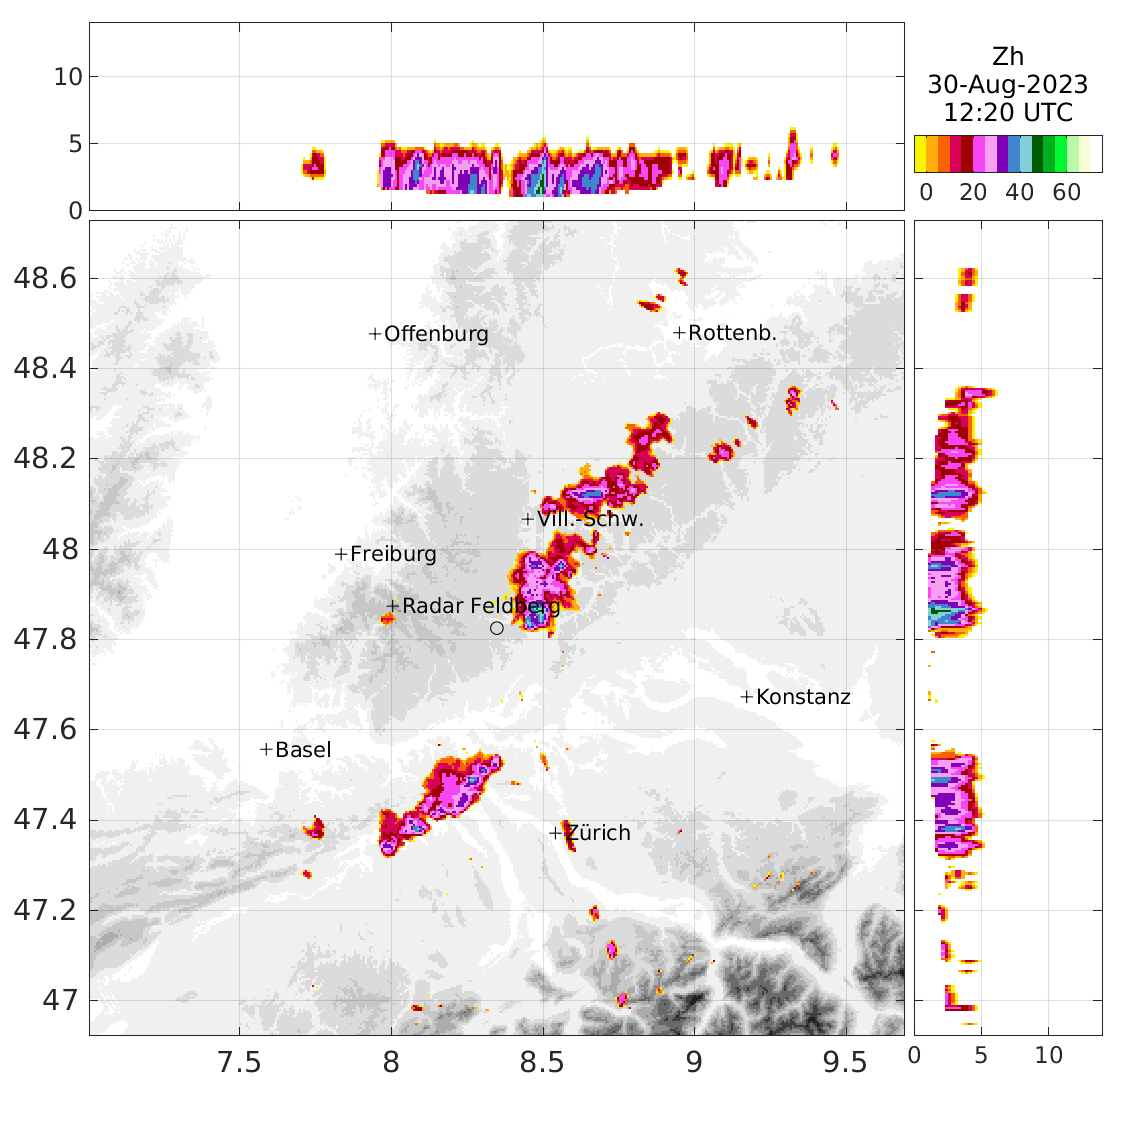 10
5
0
Zh
30-Aug-2023
12:20 UTC
0 20 40 60
48.6
48.4
48.2
48
47.8
47.6
47.4
47.2
47
+Offenburg
+Rottenb.
+Vill.-Schw.
+Freiburg
+Radar Feldberg
+Konstanz
+Basel
+Zürich
7.5 8 8.5 9 9.5
0 5 10